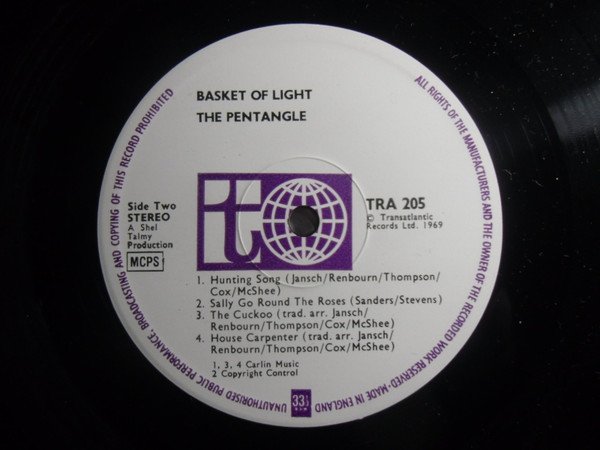 BASKET OF LIGHT
THE PENTANGLE
t
Side Two
STEREO
A Shel
Talmy
Production
MCPS
TRA 205
© Transatlantic
Records Ltd. 1969
1. Hunting Song (Jansch/Renbourn/Thompson/
Cox/McShee)
2. Sally Go Round The Roses (Sanders/Stevens)
3. The Cuckoo (trad. arr. Jansch/
Renbourn/Thompson/Cox/McShee)
4. House Carpenter (trad. arr. Jansch/
Renbourn/Thompson/Cox/McShee)
1, 3, 4 Carlin Music
2 Copyright Control
33⅓
ALL RIGHTS OF THE MANUFACTURERS AND THE OWNER OF THE RECORDED WORK RESERVED · MADE IN ENGLAND
UNAUTHORISED PUBLIC PERFORMANCE, BROADCASTING AND COPYING OF THIS RECORD PROHIBITED